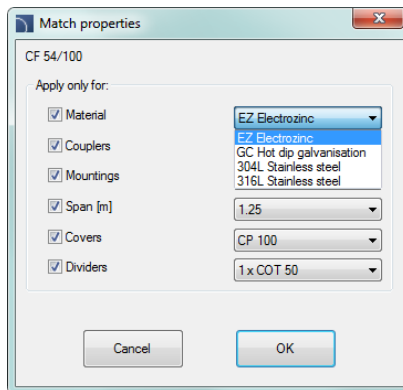 Match properties
CF 54/100
Apply only for:
Material
EZ Electrozinc
EZ Electrozinc
GC Hot dip galvanisation
304L Stainless steel
316L Stainless steel
Couplers
Mountings
Span [m]
1.25
Covers
CP 100
Dividers
1 x COT 50
Cancel
OK